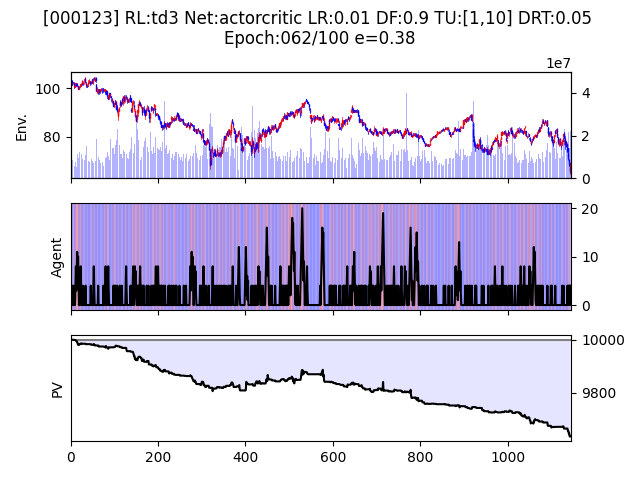 [000123] RL:td3 Net:actorcritic LR:0.01 DF:0.9 TU:[1,10] DRT:0.05
Epoch:062/100 e=0.38
1e7
100
80
Env.
4
2
0
Agent
20
10
0
PV
10000
9800
0 200 400 600 800 1000